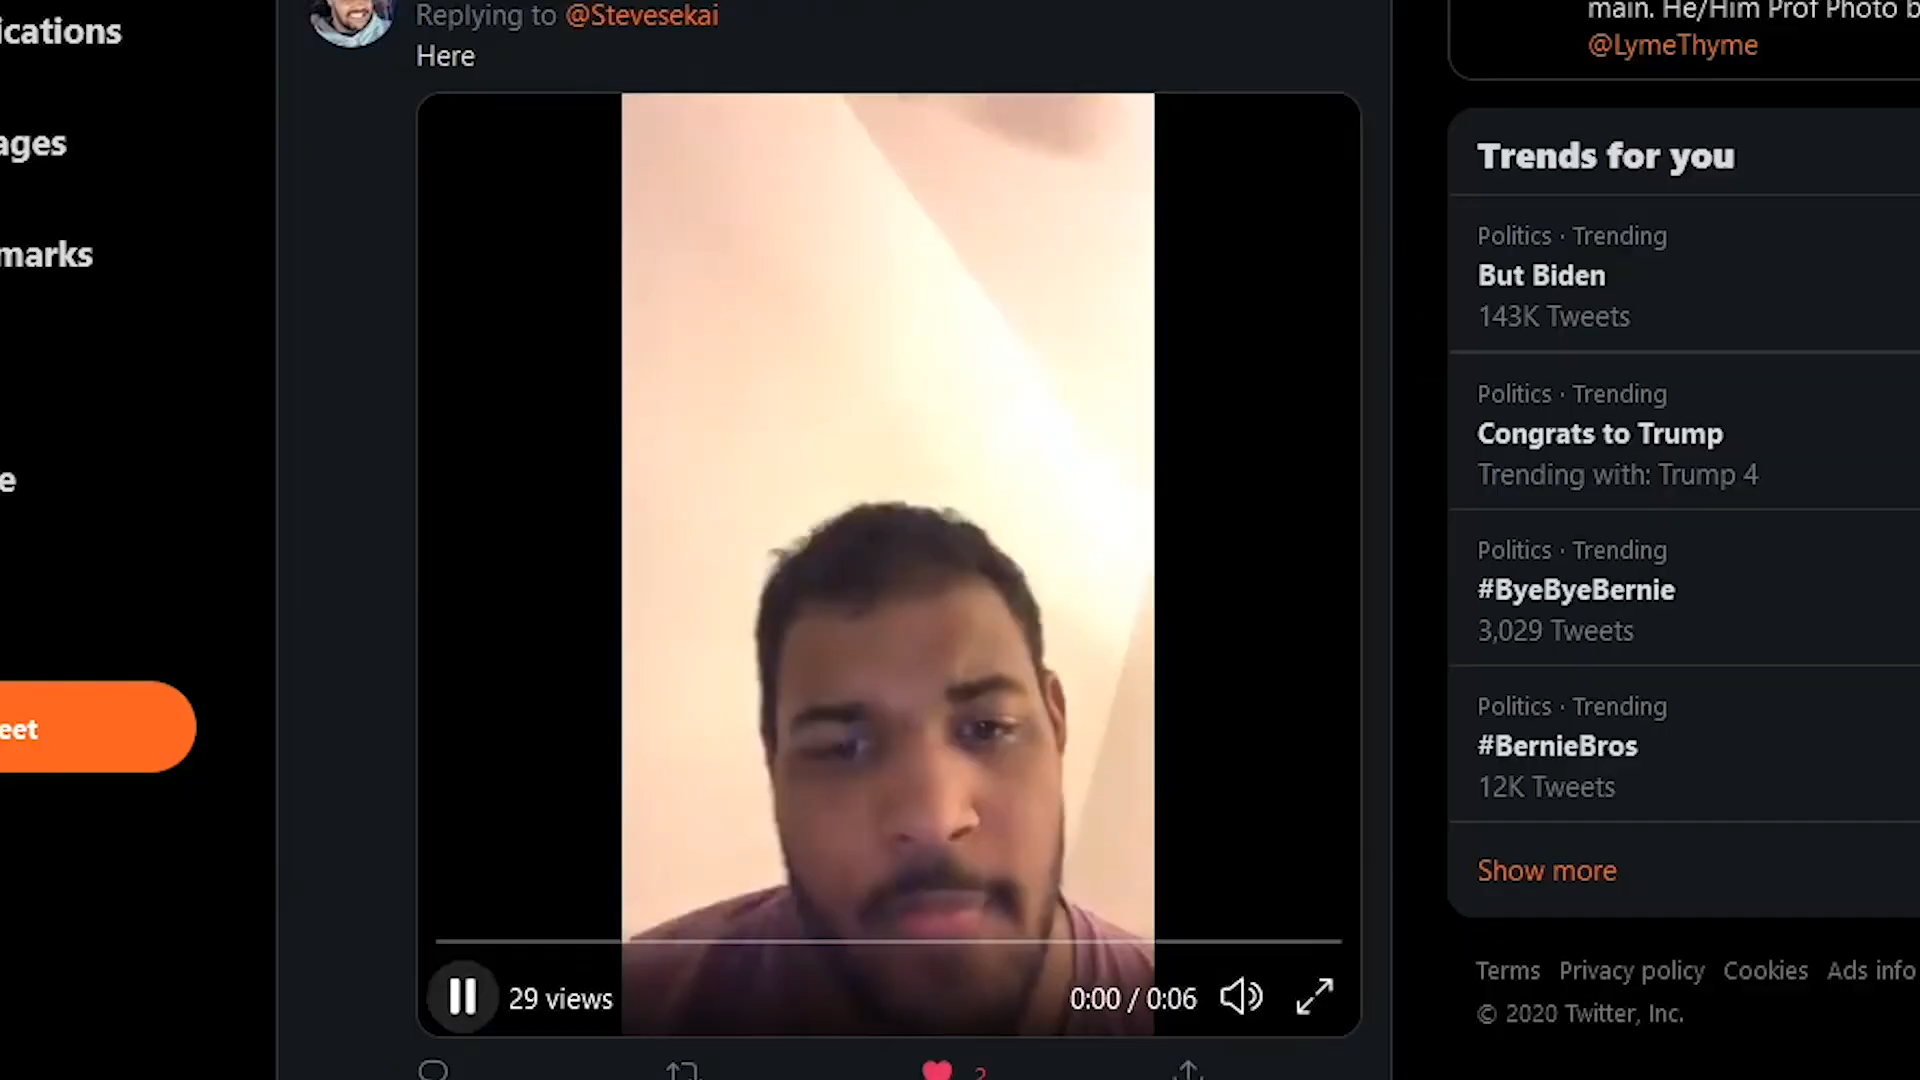 ications
ages
marks
e
eet
Replying to @Stevesekai
Here
29 views
0:00 / 0:06
2
main. He/Him Prof Photo b
@LymeThyme
Trends for you
Politics · Trending
But Biden
143K Tweets
Politics · Trending
Congrats to Trump
Trending with: Trump 4
Politics · Trending
#ByeByeBernie
3,029 Tweets
Politics · Trending
#BernieBros
12K Tweets
Show more
Terms Privacy policy Cookies Ads info
© 2020 Twitter, Inc.